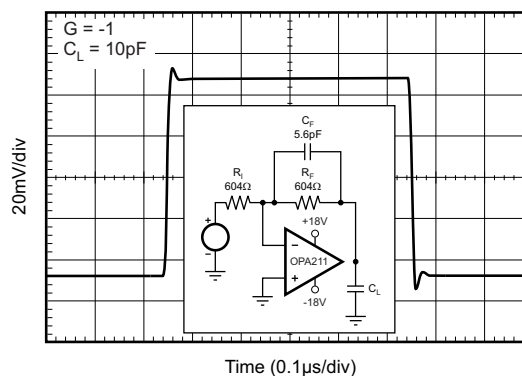 G = -1
C_L = 10pF
20mV/div
C_F
5.6pF
R_I
604Ω
R_F
604Ω
+
–
+18V
–
OPA211
+
-18V
C_L
Time (0.1μs/div)